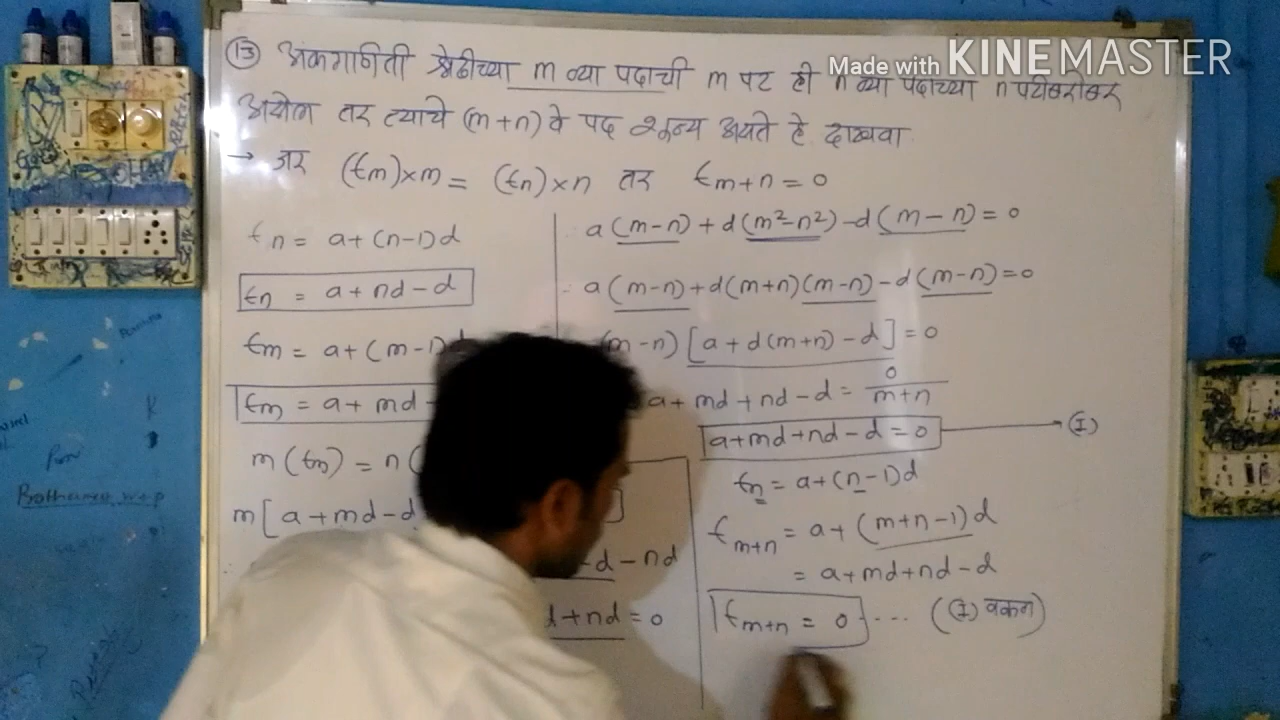 Made with KINEMASTER
(13) अंकगणिती श्रेढीच्या m व्या पदाची m पट ही n व्या पदाच्या n पटीबरोबर
असेल तर त्याचे (m+n) वे पद शून्य असते हे दाखवा.
→ जर (tm)×m = (tn)×n तर tm+n = 0
tn = a+(n-1)d
tn = a+nd-d
tm = a+(m-1)d
tm = a+md-
m(tm) = n(
m[a+md-d
-d-nd
d+nd = 0
a(m-n)+d(m²-n²)-d(m-n)=0
a(m-n)+d(m+n)(m-n)-d(m-n)=0
(m-n)[a+d(m+n)-d]=0
a+md+nd-d = 0/m+n
a+md+nd-d=0 → (I)
tn = a+(n-1)d
tm+n = a+(m+n-1)d
= a+md+nd-d
tm+n = 0 ... ((I) वरून)
Bothara